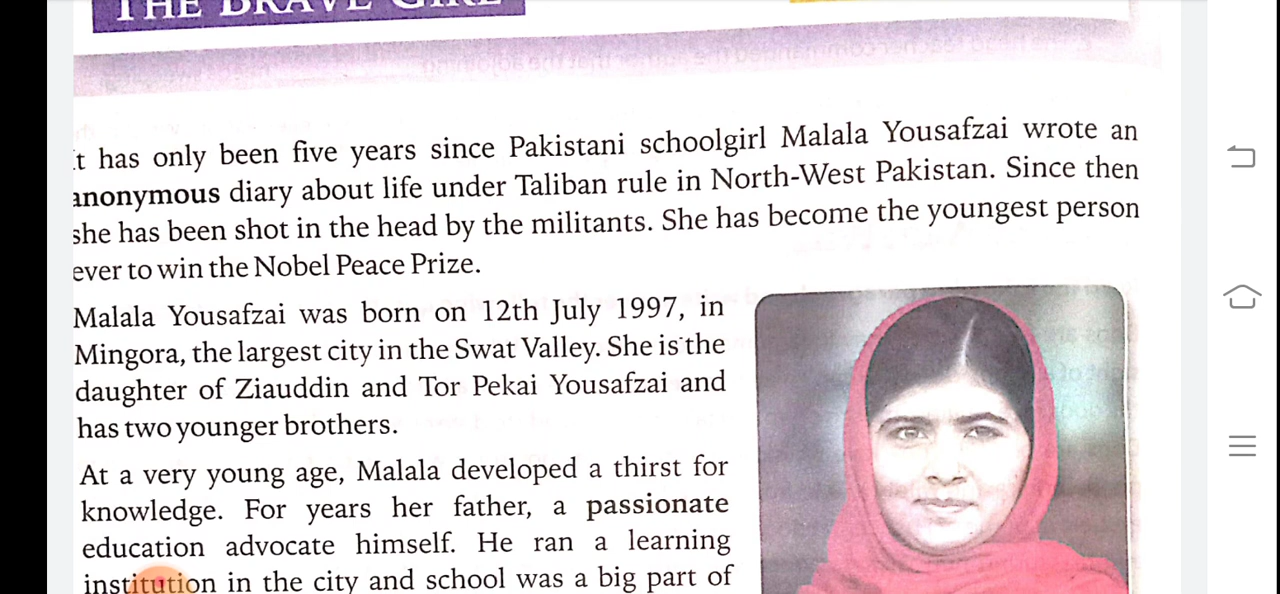 THE BRAVE GIRL
It has only been five years since Pakistani schoolgirl Malala Yousafzai wrote an
anonymous diary about life under Taliban rule in North-West Pakistan. Since then
she has been shot in the head by the militants. She has become the youngest person
ever to win the Nobel Peace Prize.
Malala Yousafzai was born on 12th July 1997, in
Mingora, the largest city in the Swat Valley. She is the
daughter of Ziauddin and Tor Pekai Yousafzai and
has two younger brothers.
At a very young age, Malala developed a thirst for
knowledge. For years her father, a passionate
education advocate himself. He ran a learning
institution in the city and school was a big part of